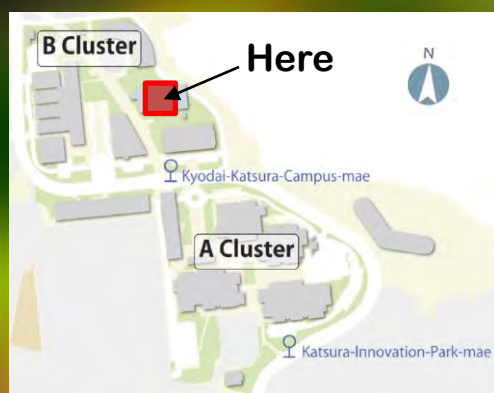 B Cluster
Here
N
Kyodai-Katsura-Campus-mae
A Cluster
Katsura-Innovation-Park-mae